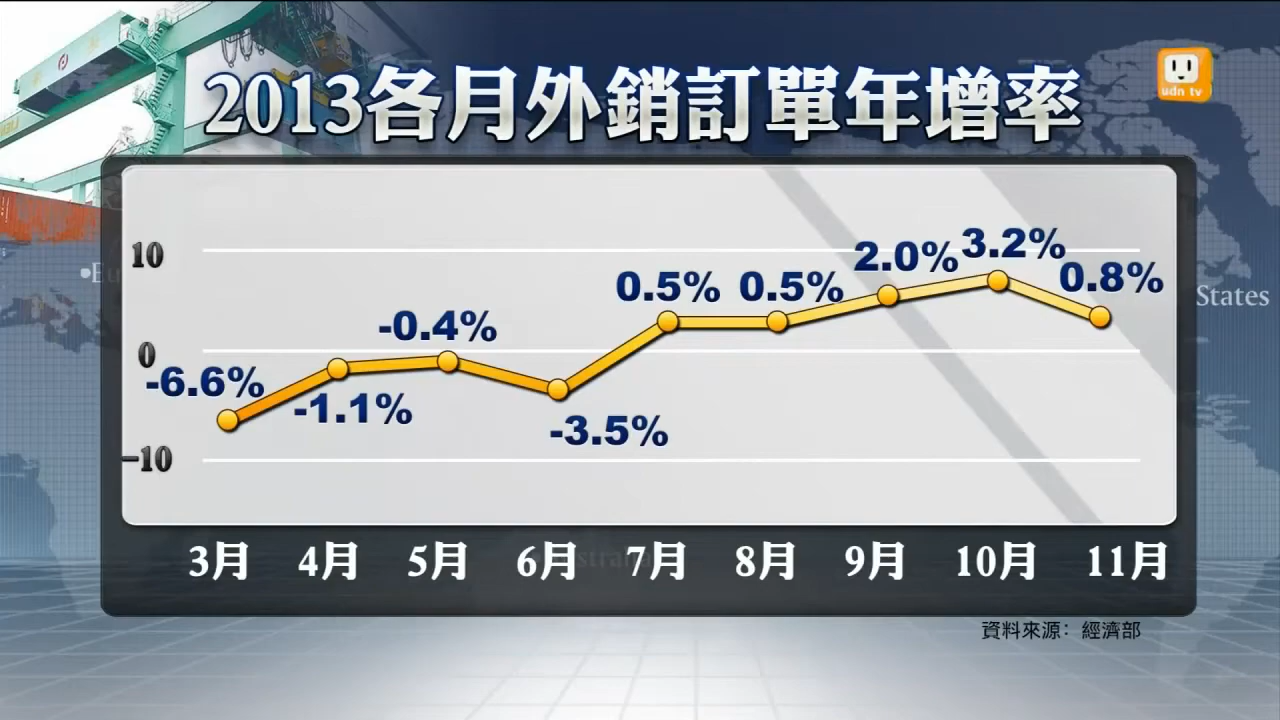 2013各月外銷訂單年增率
udn tv
10
0
-10
-6.6%
-1.1%
-0.4%
-3.5%
0.5%
0.5%
2.0%
3.2%
0.8%
States
3月 4月 5月 6月 7月 8月 9月 10月 11月
資料來源：經濟部